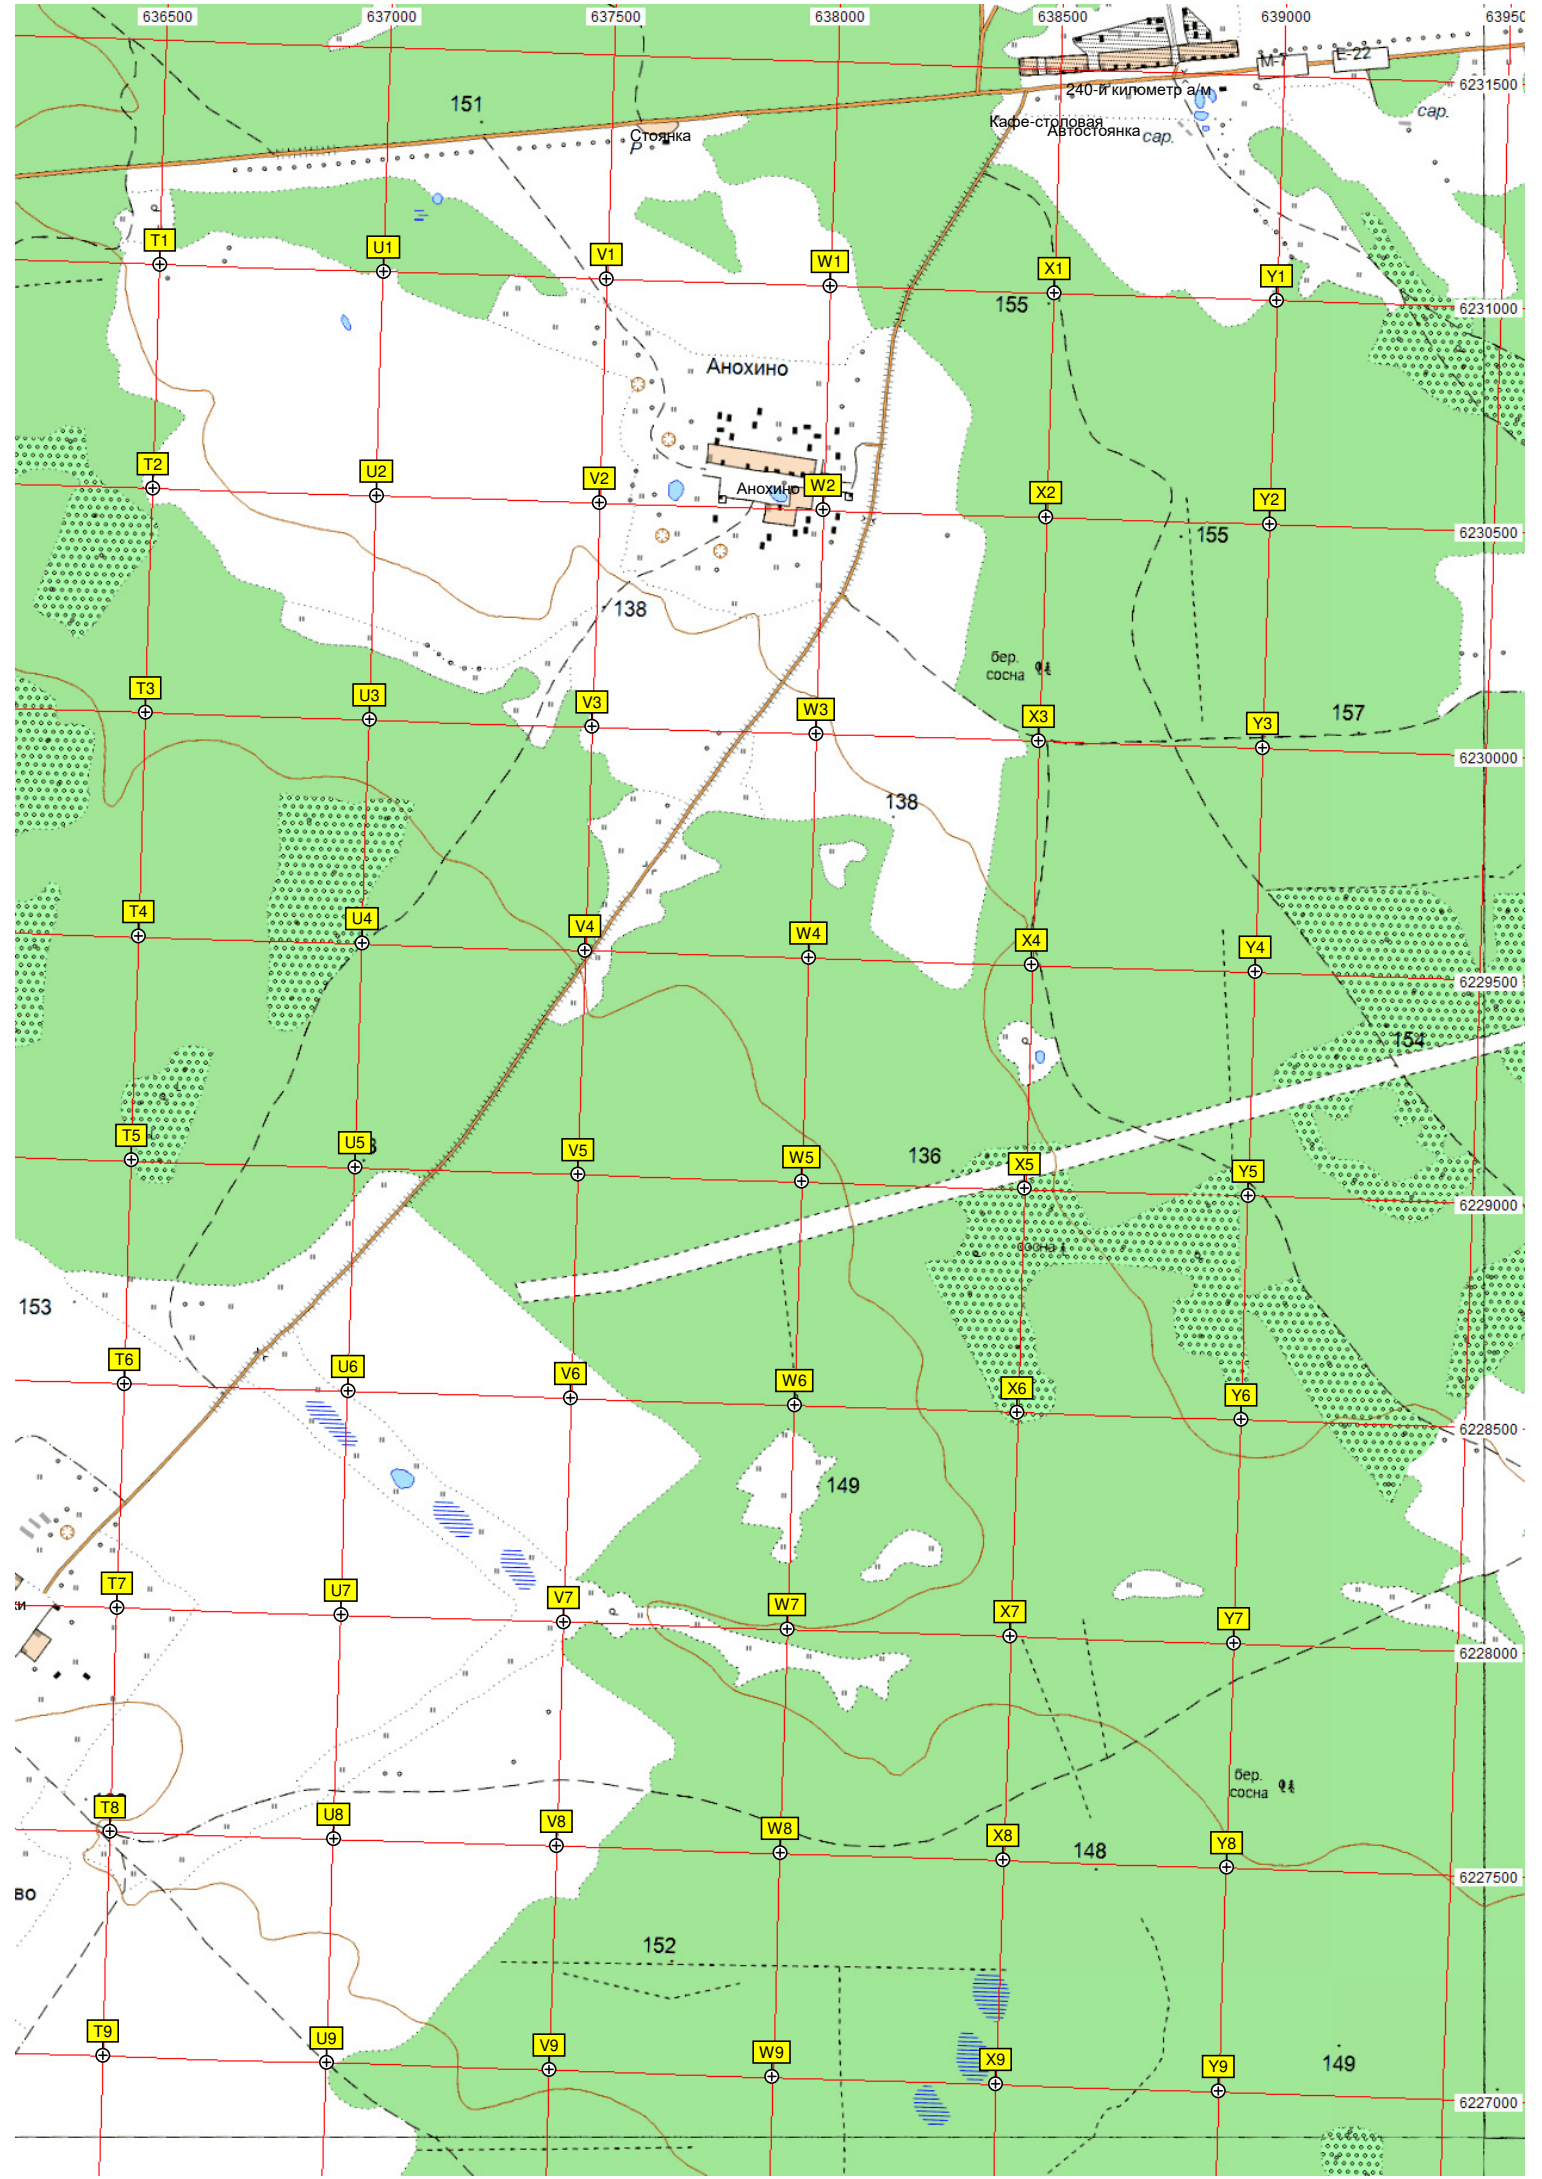 636500 637000 637500 638000 638500 639000 63950
М-7 Е-22
6231500
240-й километр а/м
151
Кафе-столовая
Автостоянка
сар.
сар.
Стоянка
Р
T1 U1 V1 W1 X1 Y1
155
6231000
Анохино
T2 U2 V2 W2 X2 Y2
Анохино
155
6230500
138
бер.
сосна
T3 U3 V3 W3 X3 Y3
157
6230000
138
T4 U4 V4 W4 X4 Y4
6229500
154
T5 U5 V5 W5 X5 Y5
136
6229000
сосна
153
T6 U6 V6 W6 X6 Y6
6228500
149
T7 U7 V7 W7 X7 Y7
ки
6228000
бер.
сосна
T8 U8 V8 W8 X8 Y8
148
6227500
во
152
T9 U9 V9 W9 X9 Y9
149
6227000